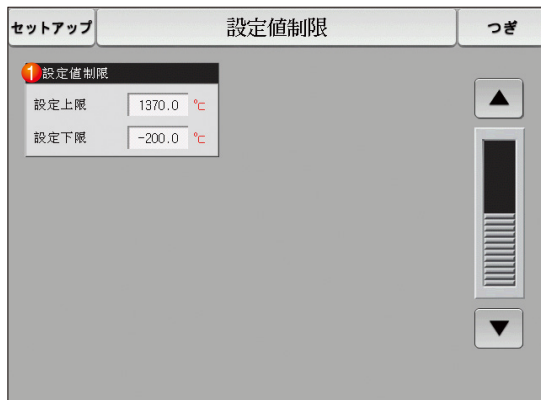 セットアップ
設定値制限
つぎ
1 設定値制限
設定上限 1370.0 ℃
設定下限 -200.0 ℃